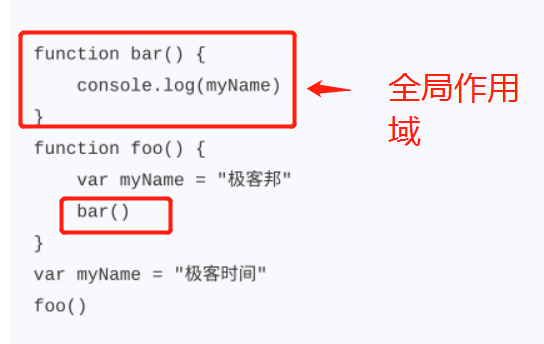 function bar() {
    console.log(myName)
}
function foo() {
    var myName = "极客邦"
    bar()
}
var myName = "极客时间"
foo()
全局作用
域